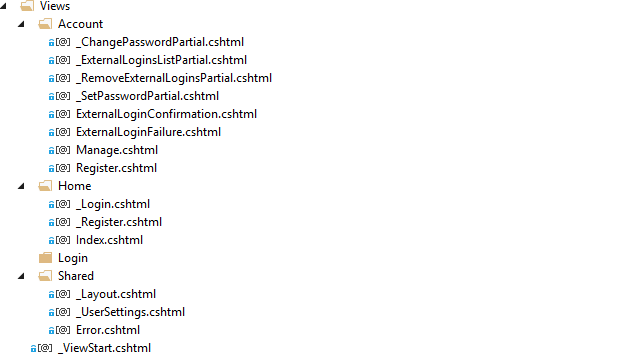 Views
Account
[@] _ChangePasswordPartial.cshtml
[@] _ExternalLoginsListPartial.cshtml
[@] _RemoveExternalLoginsPartial.cshtml
[@] _SetPasswordPartial.cshtml
[@] ExternalLoginConfirmation.cshtml
[@] ExternalLoginFailure.cshtml
[@] Manage.cshtml
[@] Register.cshtml
Home
[@] _Login.cshtml
[@] _Register.cshtml
[@] Index.cshtml
Login
Shared
[@] _Layout.cshtml
[@] _UserSettings.cshtml
[@] Error.cshtml
[@] _ViewStart.cshtml